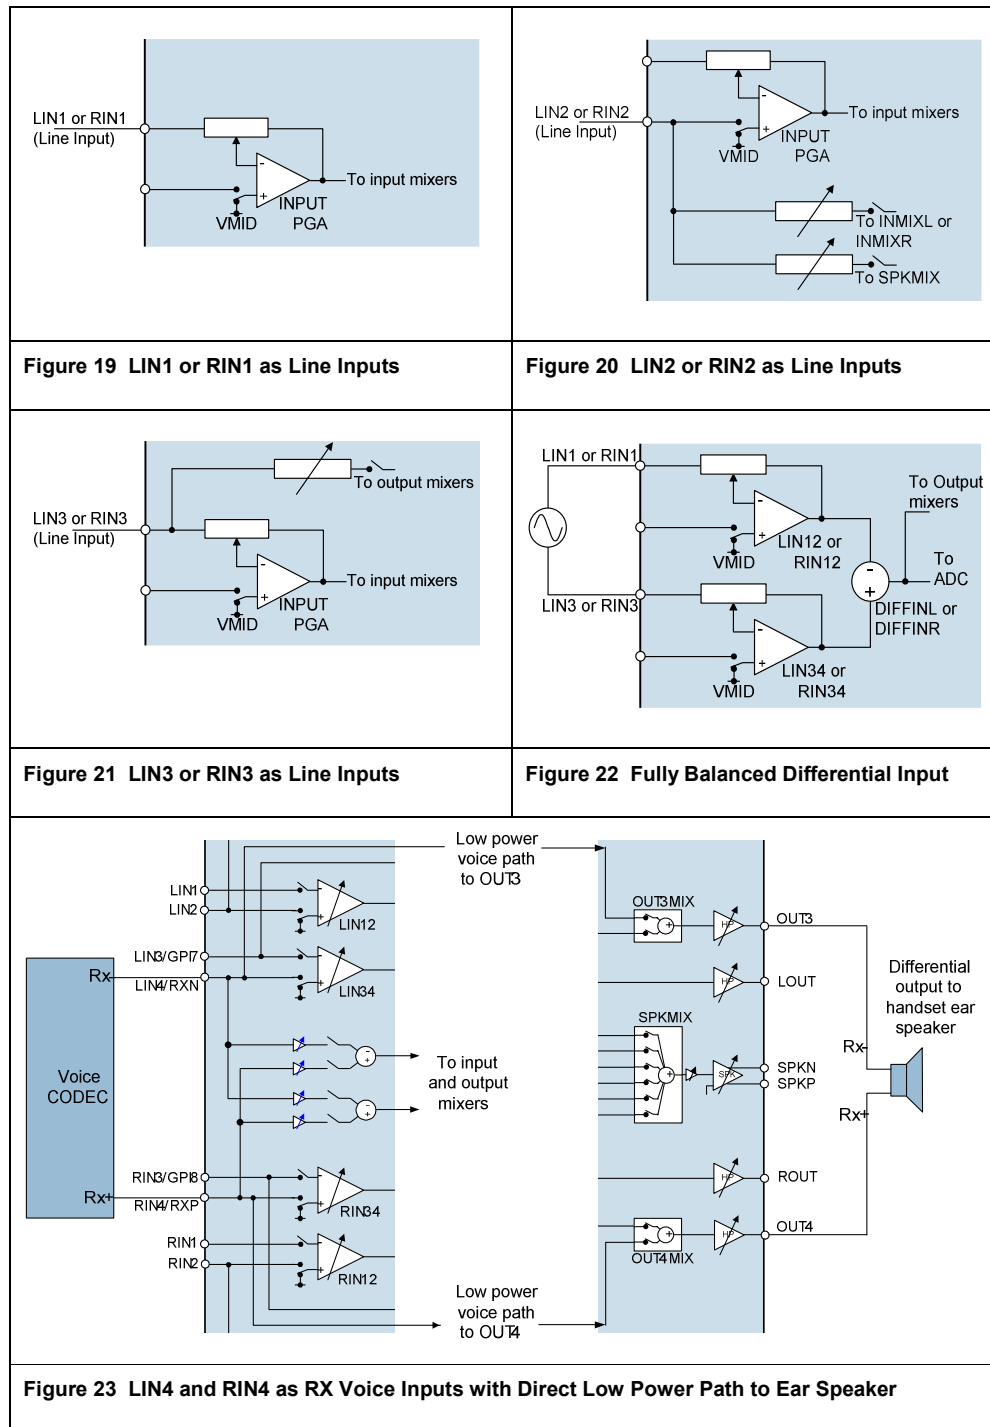 LIN1 or RIN1
(Line Input)
-
+
VMID
INPUT
PGA
To input mixers
LIN2 or RIN2
(Line Input)
-
+
VMID
INPUT
PGA
To input mixers
To INMIXL or
INMIXR
To SPKMIX
Figure 19 LIN1 or RIN1 as Line Inputs
Figure 20 LIN2 or RIN2 as Line Inputs
To output mixers
LIN3 or RIN3
(Line Input)
-
+
VMID
INPUT
PGA
To input mixers
LIN1 or RIN1
-
+
VMID
LIN12 or
RIN12
To Output
mixers
To
ADC
-
+
DIFFINL or
DIFFINR
LIN3 or RIN3
-
+
VMID
LIN34 or
RIN34
Figure 21 LIN3 or RIN3 as Line Inputs
Figure 22 Fully Balanced Differential Input
Low power
voice path
to OUT3
LIN1
LIN2
-
+
LIN12
LIN3/GPI7
LIN4/RXN
-
+
LIN34
Rx-
Voice
CODEC
Rx+
-
+
-
+
To input
and output
mixers
RIN3/GPI8
RIN4/RXP
-
+
RIN34
RIN1
RIN2
-
+
RIN12
Low power
voice path
to OUT4
OUT3MIX
+
HP
OUT3
HP
LOUT
SPKMIX
+
SPK
SPKN
SPKP
HP
ROUT
+
OUT4MIX
HP
OUT4
Differential
output to
handset ear
speaker
Rx-
Rx+
Figure 23 LIN4 and RIN4 as RX Voice Inputs with Direct Low Power Path to Ear Speaker